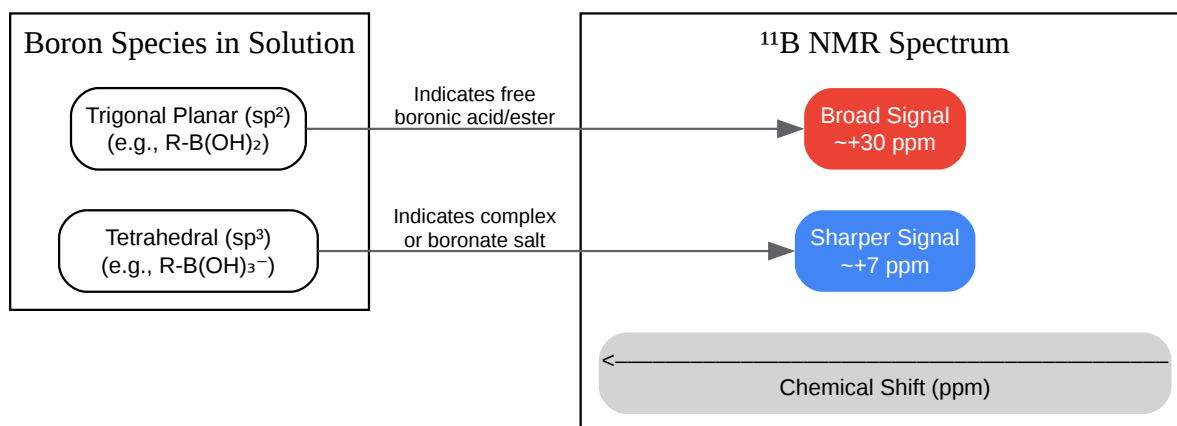 Boron Species in Solution
Trigonal Planar (sp²)
(e.g., R-B(OH)₂)
Tetrahedral (sp³)
(e.g., R-B(OH)₃⁻)
Indicates free
boronic acid/ester
Indicates complex
or boronate salt
¹¹B NMR Spectrum
Broad Signal
~+30 ppm
Sharper Signal
~+7 ppm
Chemical Shift (ppm)